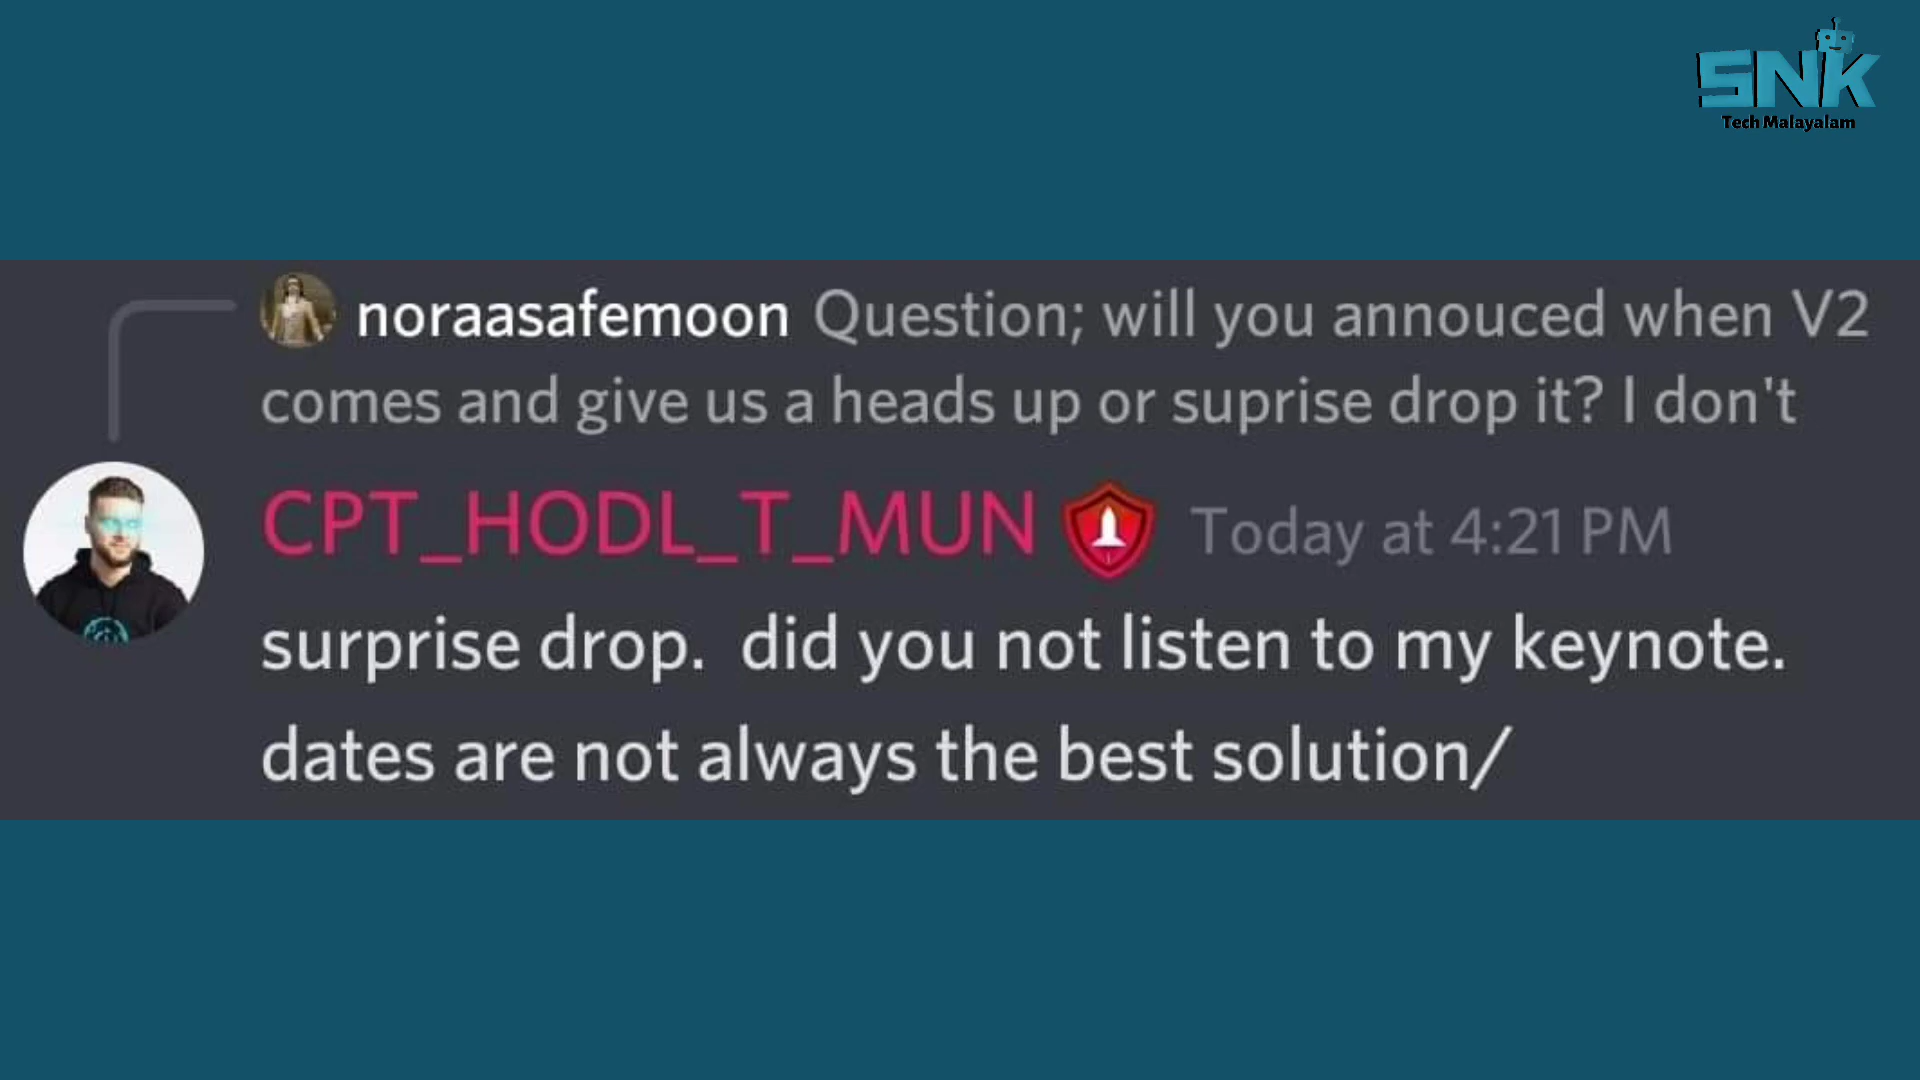 SNK
Tech Malayalam
noraasafemoon Question; will you annouced when V2
comes and give us a heads up or suprise drop it? I don't
CPT_HODL_T_MUN Today at 4:21 PM
surprise drop.  did you not listen to my keynote.
dates are not always the best solution/